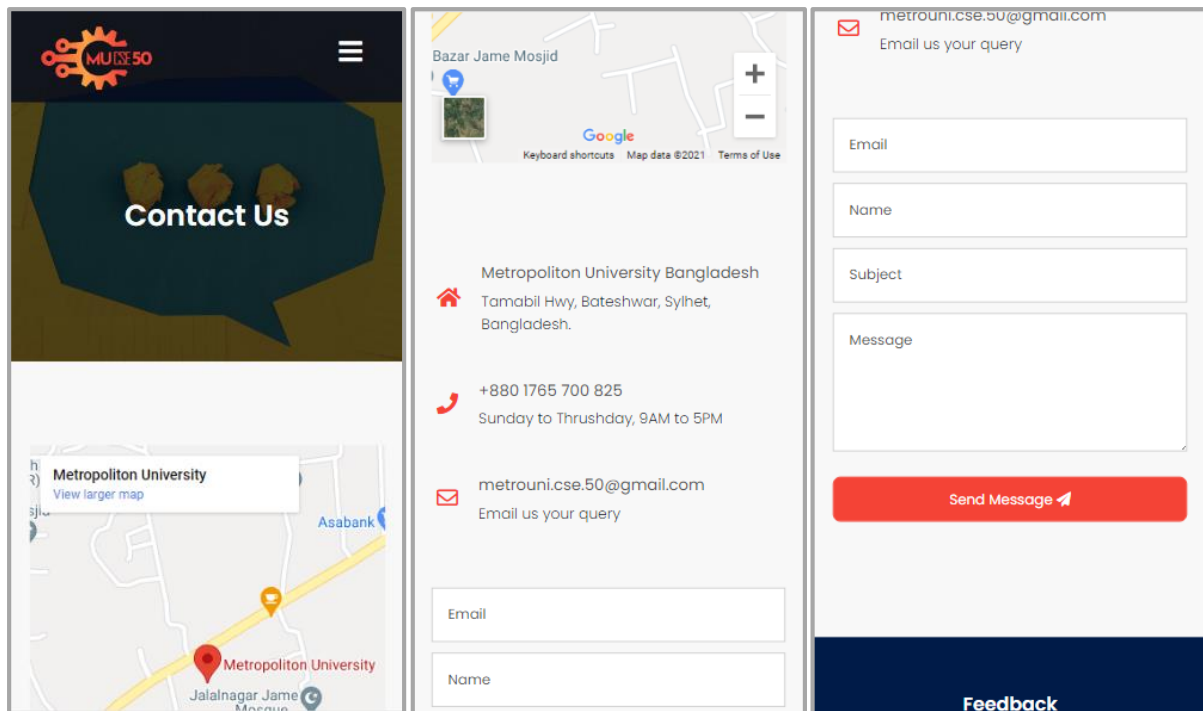 MU CSE 50
Contact Us
Metropoliton University
View larger map
Asabank
Metropoliton University
Jalalnagar Jame
Mosque
Bazar Jame Mosjid
+
−
Google
Keyboard shortcuts Map data ©2021 Terms of Use
Metropoliton University Bangladesh
Tamabil Hwy, Bateshwar, Sylhet,
Bangladesh.
+880 1765 700 825
Sunday to Thrushday, 9AM to 5PM
metrouni.cse.50@gmail.com
Email us your query
Email
Name
metrouni.cse.50@gmail.com
Email us your query
Email
Name
Subject
Message
Send Message
Feedback